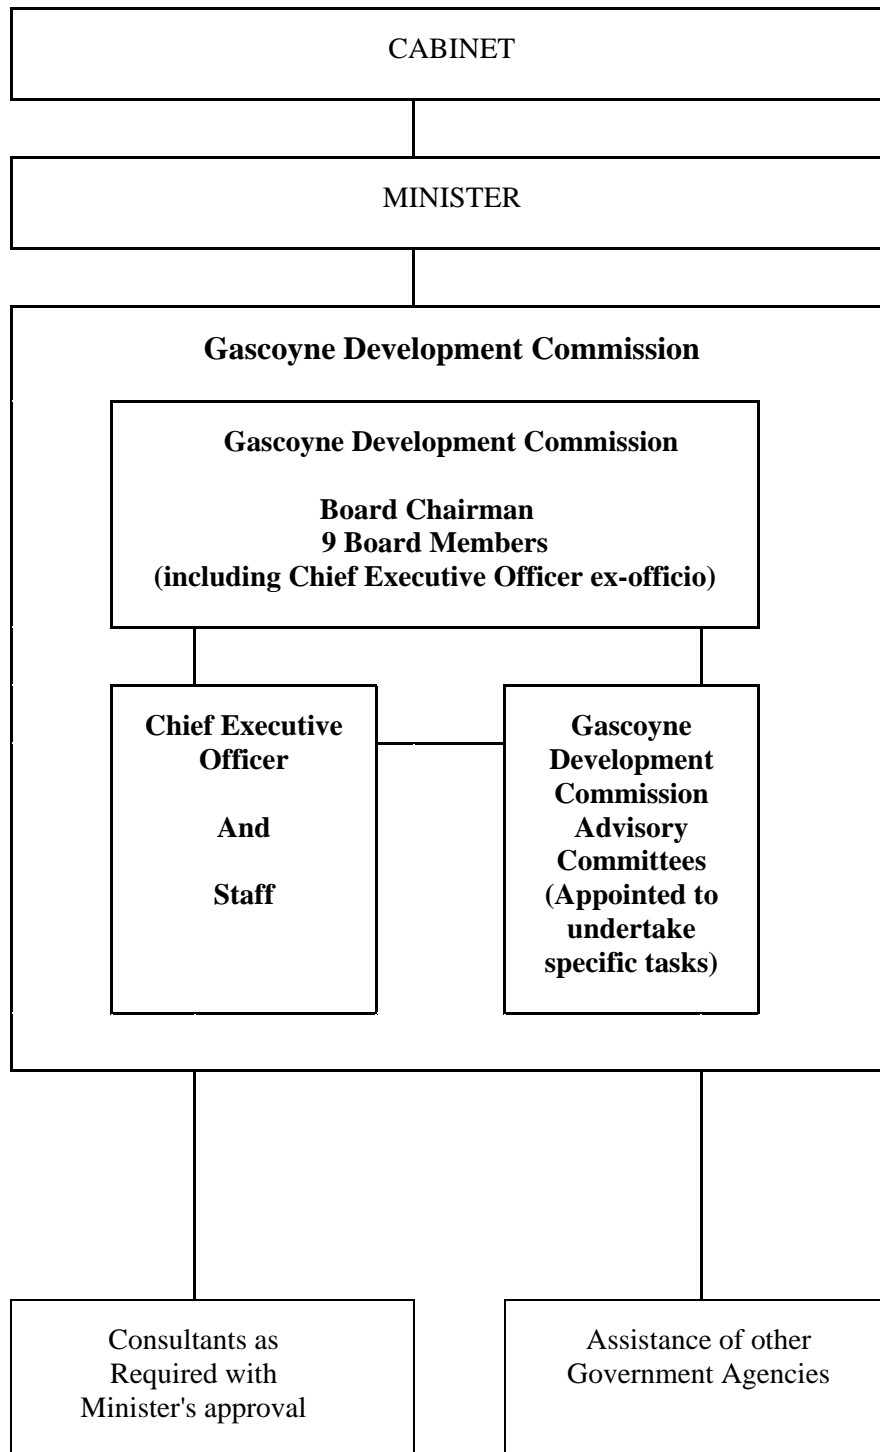 CABINET
MINISTER
Gascoyne Development Commission
Gascoyne Development Commission
Board Chairman
9 Board Members
(including Chief Executive Officer ex-officio)
Chief Executive
Officer
And
Staff
Gascoyne
Development
Commission
Advisory
Committees
(Appointed to
undertake
specific tasks)
Consultants as
Required with
Minister's approval
Assistance of other
Government Agencies